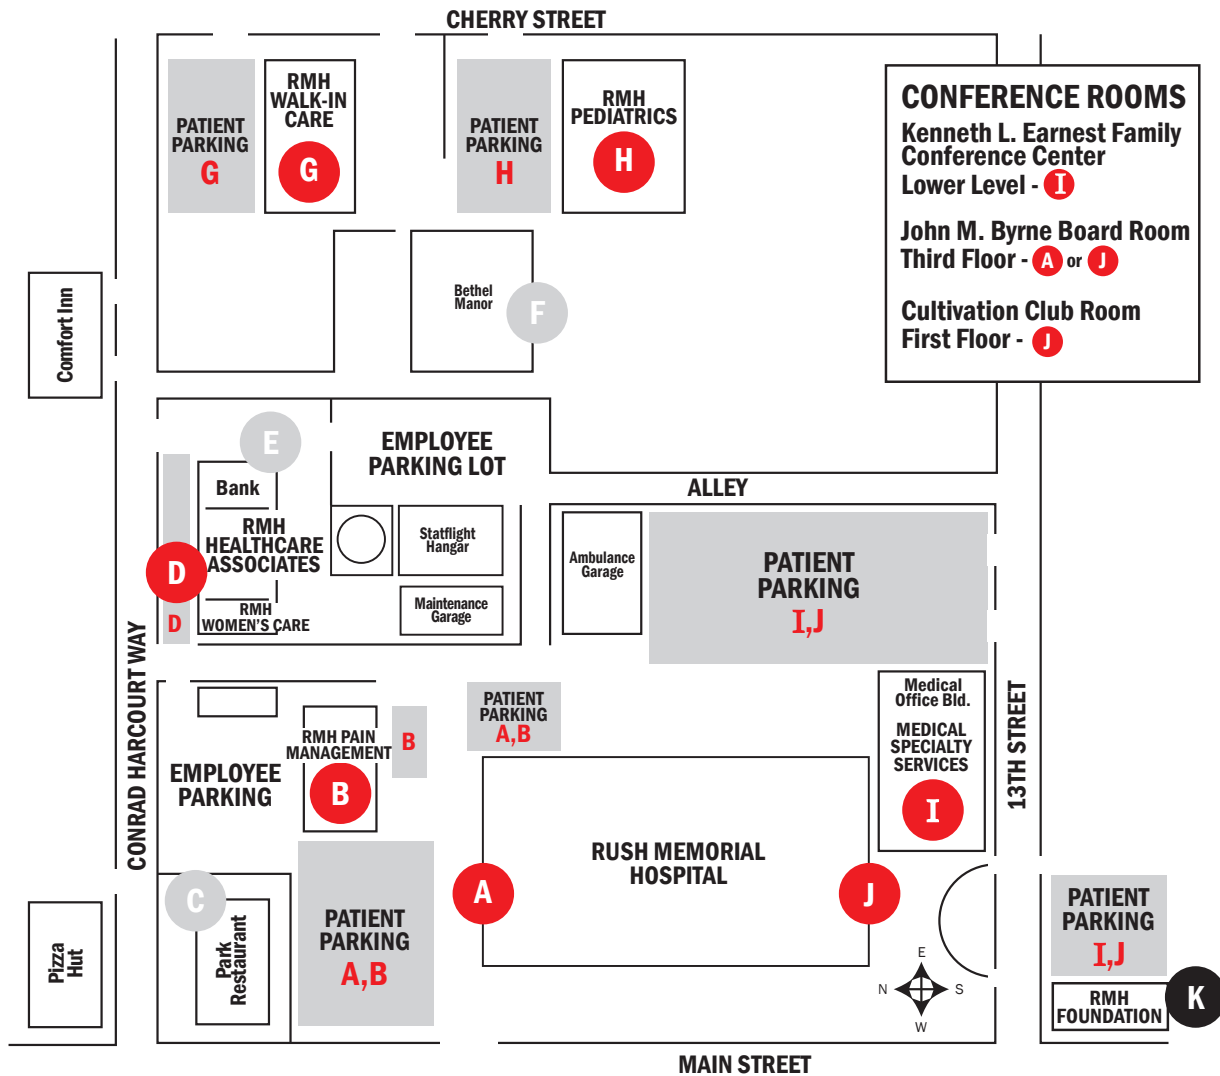 CHERRY STREET
PATIENT
PARKING
G
RMH
WALK-IN
CARE
G
PATIENT
PARKING
H
RMH
PEDIATRICS
H
CONFERENCE ROOMS
Kenneth L. Earnest Family
Conference Center
Lower Level - I
John M. Byrne Board Room
Third Floor - A or J
Cultivation Club Room
First Floor - J
Comfort Inn
Bethel
Manor
F
E
Bank
RMH
HEALTHCARE
ASSOCIATES
D
D
RMH
WOMEN'S CARE
EMPLOYEE
PARKING LOT
Statflight
Hangar
Maintenance
Garage
ALLEY
Ambulance
Garage
PATIENT
PARKING
I,J
CONRAD HARCOURT WAY
13TH STREET
EMPLOYEE
PARKING
RMH PAIN
MANAGEMENT
B
B
PATIENT
PARKING
A,B
Medical
Office Bld.
MEDICAL
SPECIALTY
SERVICES
I
RUSH MEMORIAL
HOSPITAL
A
J
C
Park
Restaurant
PATIENT
PARKING
A,B
Pizza
Hut
E
N
S
W
PATIENT
PARKING
I,J
RMH
FOUNDATION
K
MAIN STREET